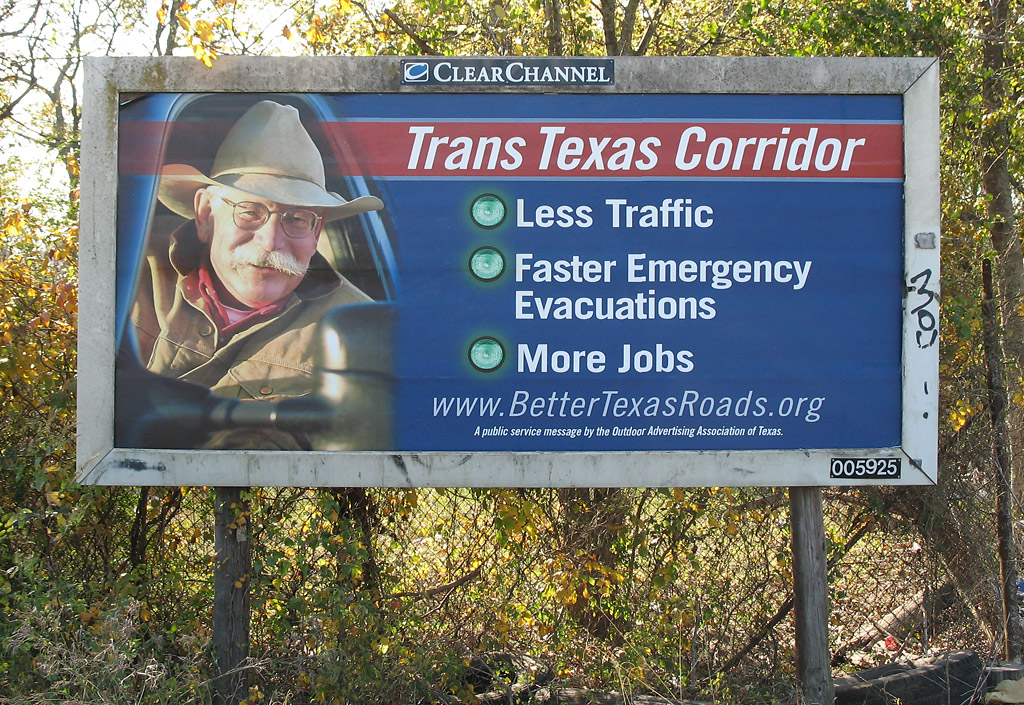 CLEARCHANNEL
Trans Texas Corridor
Less Traffic
Faster Emergency
Evacuations
More Jobs
www.BetterTexasRoads.org
A public service message by the Outdoor Advertising Association of Texas.
005925